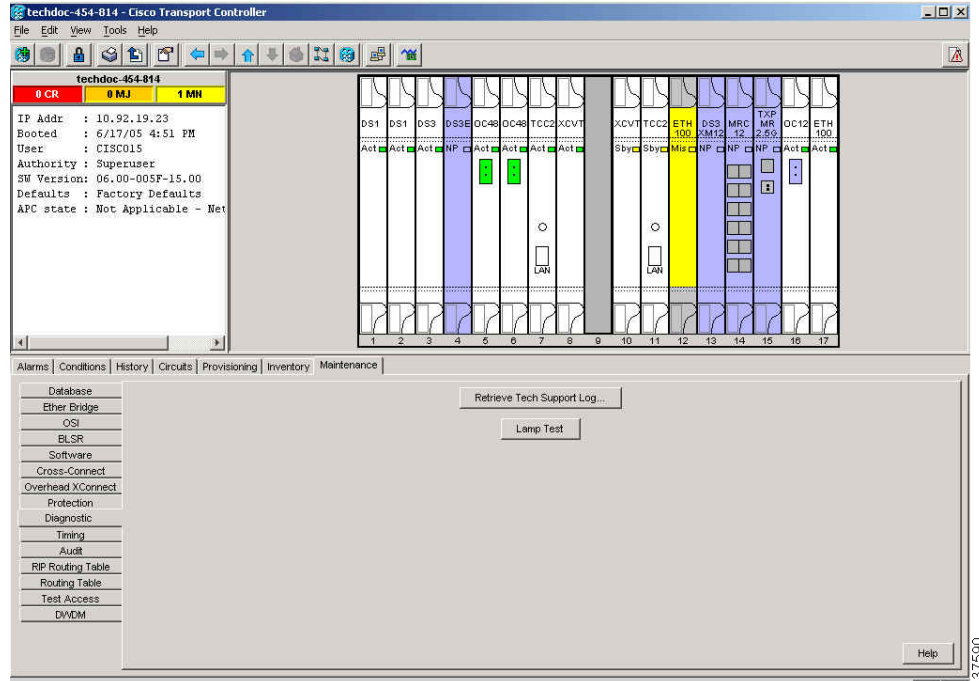 techdoc-454-814 - Cisco Transport Controller
File Edit View Tools Help
techdoc-454-814
0 CR 0 MJ 1 MN
IP Addr : 10.92.19.23
Booted : 6/17/05 4:51 PM
User : CISCO15
Authority : Superuser
SW Version: 06.00-005F-15.00
Defaults : Factory Defaults
APC state : Not Applicable - Net
DS1 DS1 DS3 DS3E OC48 OC48 TCC2 XCVT XCVT TCC2 ETH 100 DS3 XM12 MRC 12 TXP MR 2.5G OC12 ETH 100
Act Act Act NP Act Act Act Act Sby Sby Mis NP NP NP Act Act
LAN LAN
1 2 3 4 5 6 7 8 9 10 11 12 13 14 15 16 17
Alarms Conditions History Circuits Provisioning Inventory Maintenance
Database
Ether Bridge
OSI
BLSR
Software
Cross-Connect
Overhead XConnect
Protection
Diagnostic
Timing
Audit
RIP Routing Table
Routing Table
Test Access
DWDM
Retrieve Tech Support Log...
Lamp Test
Help